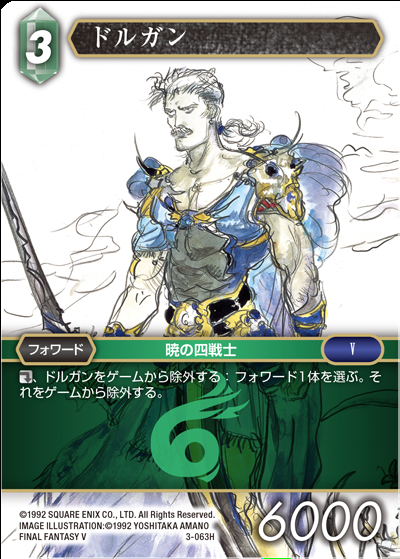 3
ドルガン
フォワード
暁の四戦士
V
、ドルガンをゲームから除外する：フォワード1体を選ぶ。そ
れをゲームから除外する。
©1992 SQUARE ENIX CO., LTD. All Rights Reserved.
IMAGE ILLUSTRATION:©1992 YOSHITAKA AMANO
FINAL FANTASY V
3-063H
6000